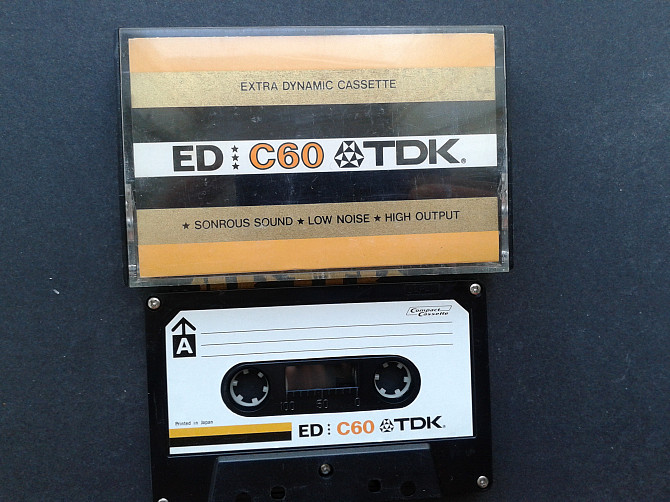 EXTRA DYNAMIC CASSETTE
ED C60 TDK®
★ SONROUS SOUND ★ LOW NOISE ★ HIGH OUTPUT
Compact Cassette
A
100 50 0
Printed in Japan
ED C60 TDK®